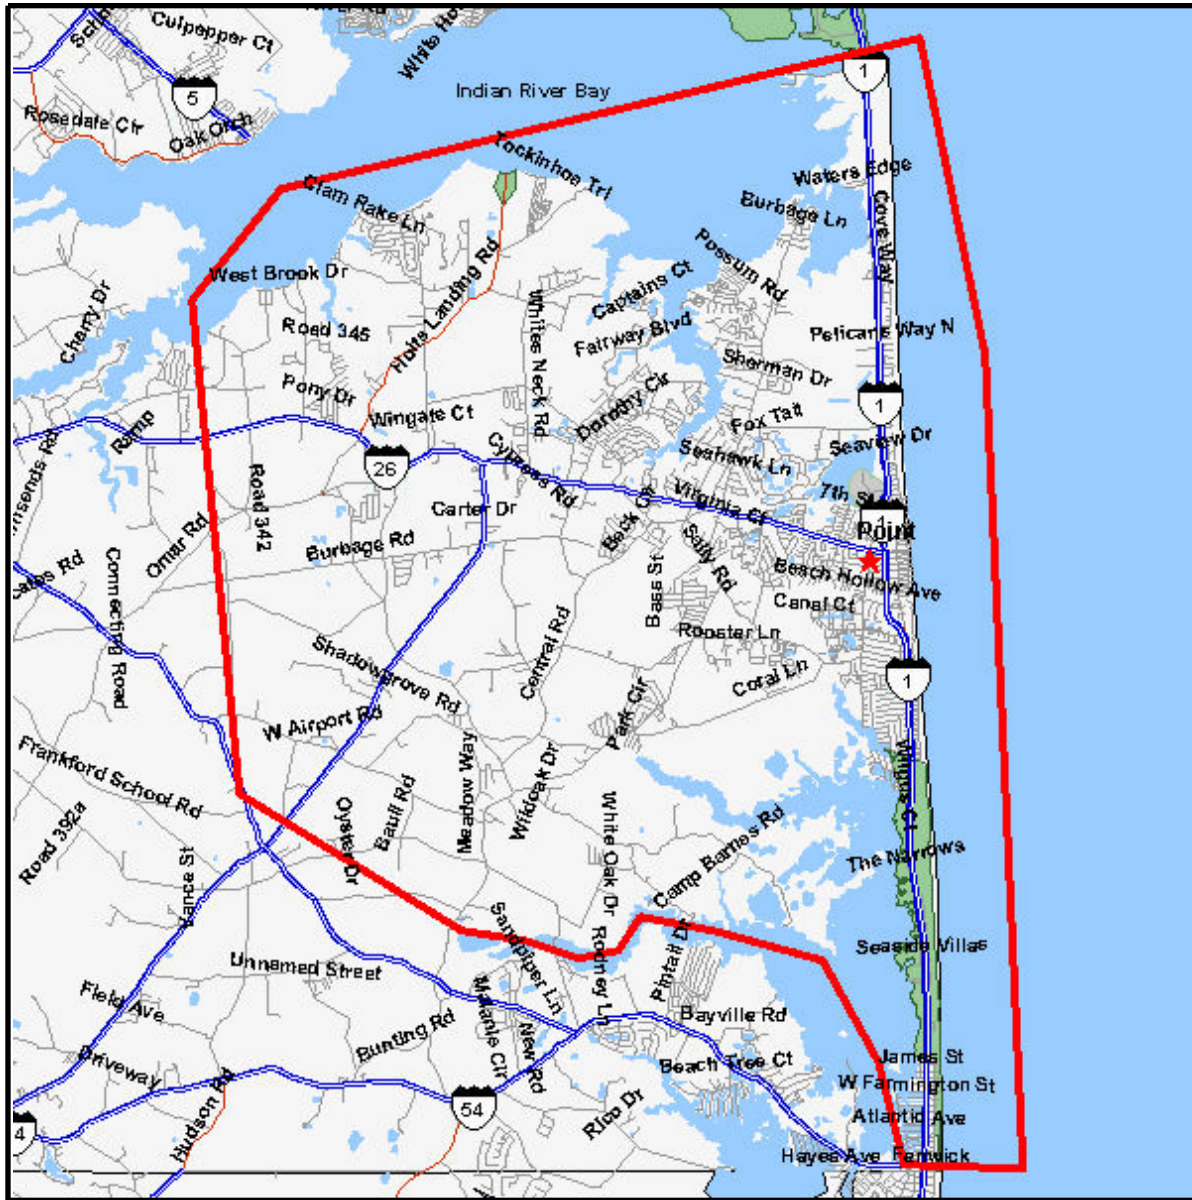 Culpepper Ct
5
Rosedale Cir
Oak Orch
Indian River Bay
1
Tockinhoe Trl
Clam Rake Ln
Waters Edge
Burbage Ln
Cove Way
West Brook Dr
Possum Rd
Captains Ct
Cherry Dr
Road 345
Holts Landing Rd
Whites Neck Rd
Fairway Blvd
Pelicans Way N
Sherman Dr
Pony Dr
Wingate Ct
Dorothy Cir
1
Fox Tail
Ramp
26
Cypress Rd
Seahawk Ln
Seaview Dr
Road 342
Carter Dr
Virginia Ct
7th St
1
Point
Omar Rd
Burbage Rd
Beck Cir
Sally Rd
Beach Hollow Ave
Connecting Road
Bass St
Canal Ct
Rooster Ln
Shadowgrove Rd
Central Rd
Coral Ln
1
W Airport Rd
Park Cir
Frankford School Rd
Meadow Way
Wildoak Dr
Wingus Ct
Road 392a
Oyster Dr
Bauil Rd
White Oak Dr
Camp Barnes Rd
The Narrows
Vance St
Sandpiper Ln
Seaside Villas
Unnamed Street
Rodney Ln
Pintail Dr
Field Ave
Bunting Rd
Melanie Cir
New Rd
Bayville Rd
Driveway
Beach Tree Ct
James St
W Farmington St
Hudson Rd
54
Rico Dr
Atlantic Ave
4
Hayes Ave
Fenwick